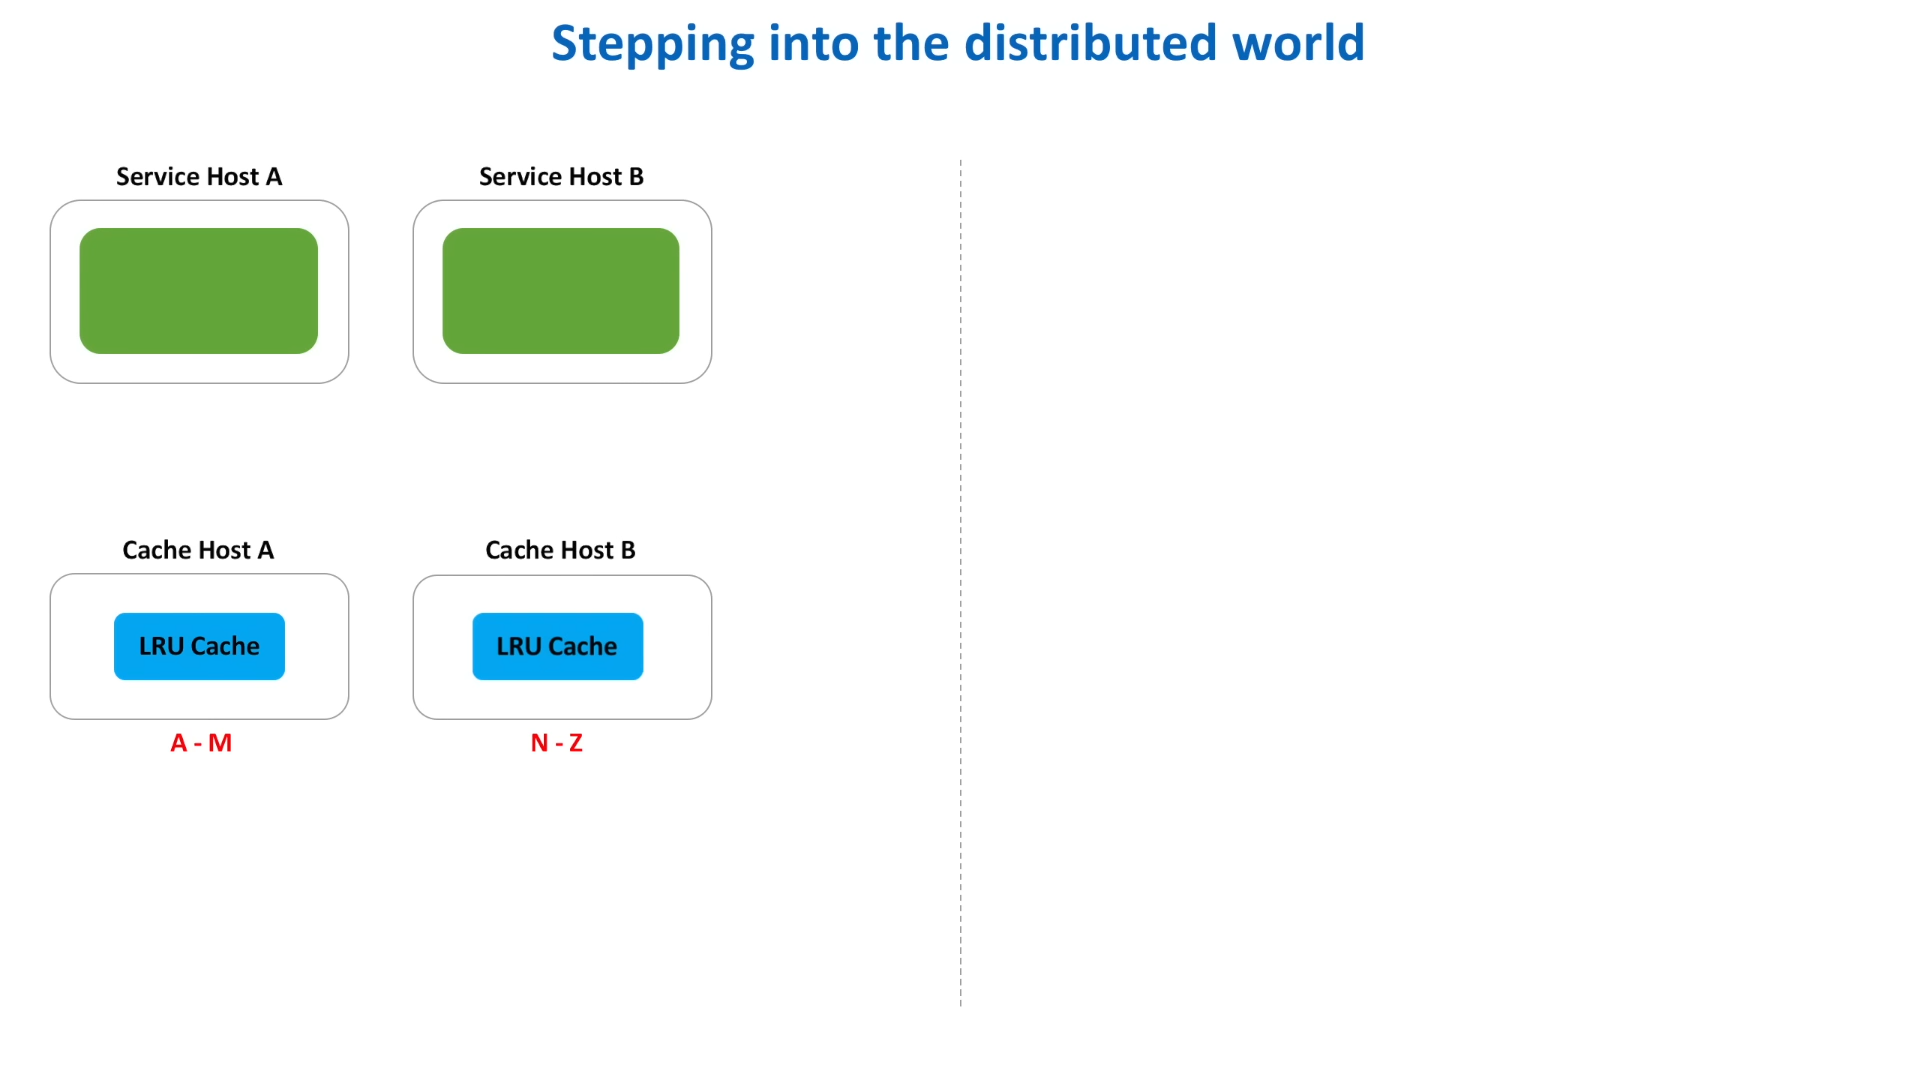 Stepping into the distributed world
Service Host A
Service Host B
Cache Host A
Cache Host B
LRU Cache
LRU Cache
A - M
N - Z